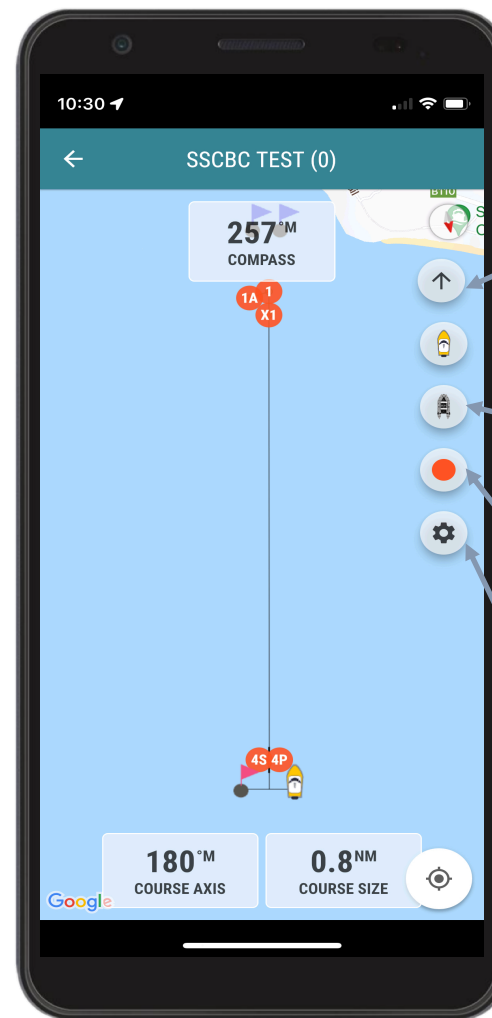 10:30
SSCBC TEST (0)
B110
S
C
257°M
COMPASS
1A 1
X1
4S 4P
180°M
COURSE AXIS
0.8NM
COURSE SIZE
Google